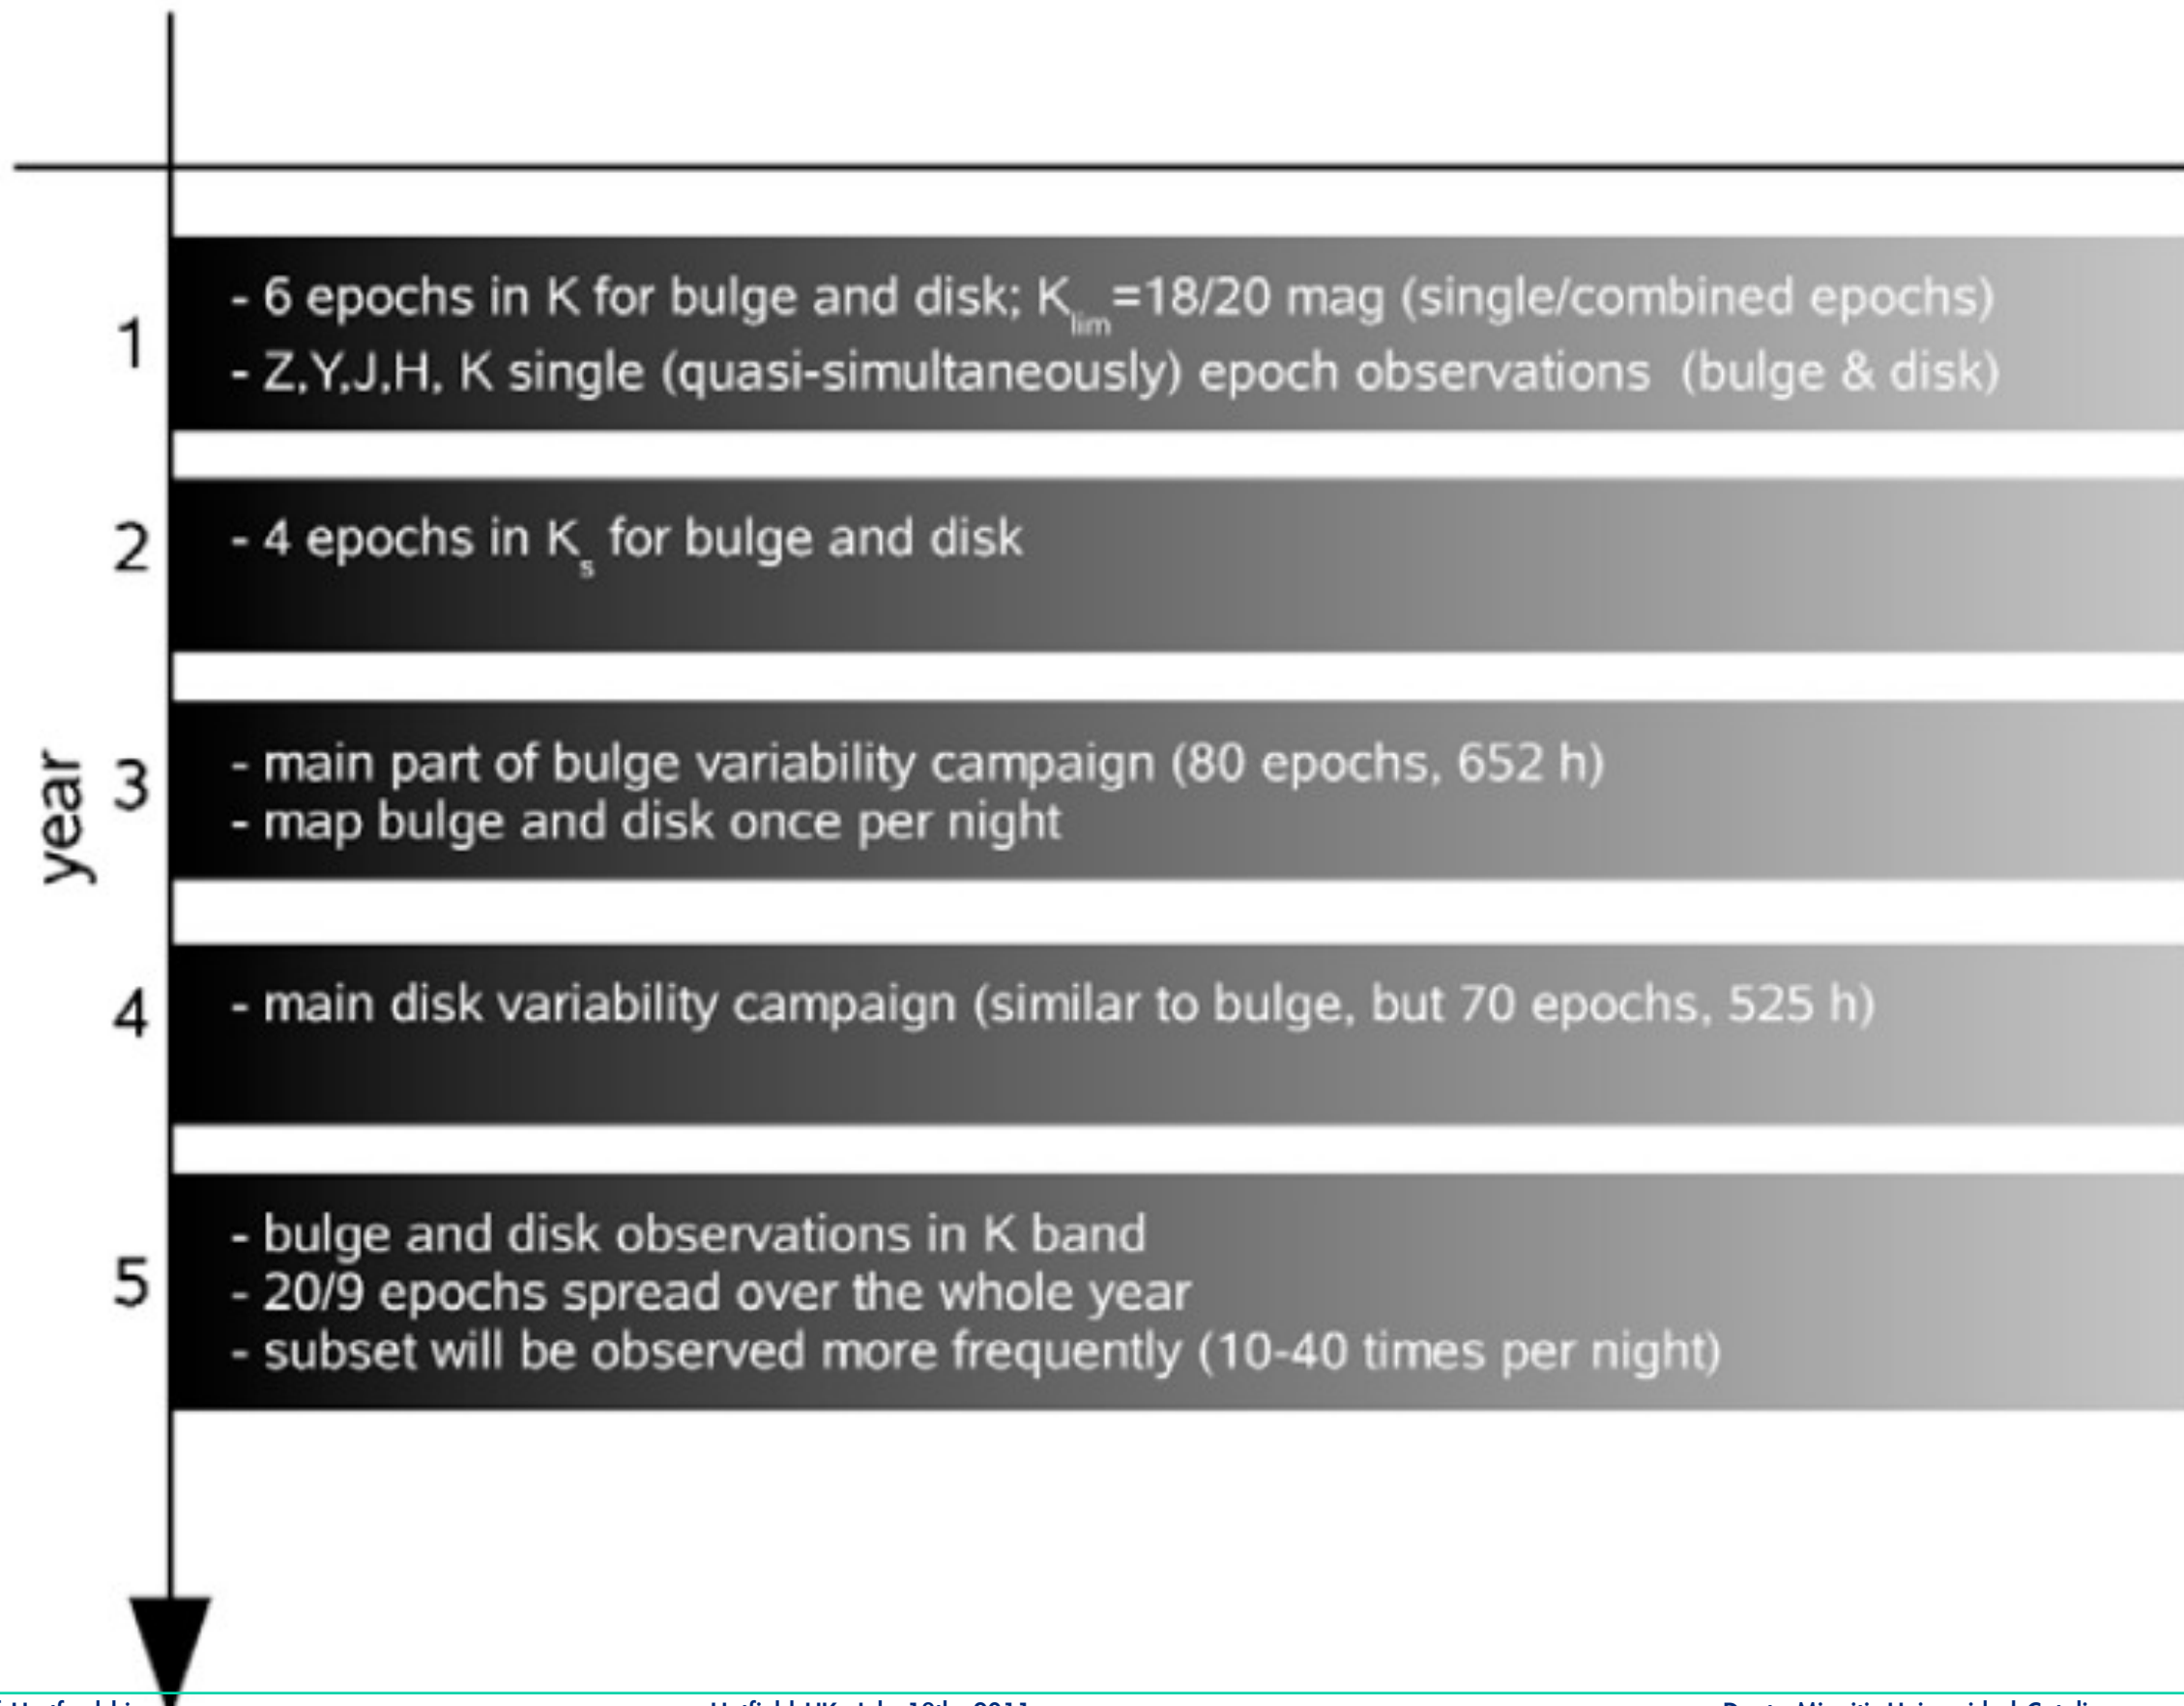 1
- 6 epochs in K for bulge and disk; Klim=18/20 mag (single/combined epochs)
- Z,Y,J,H, K single (quasi-simultaneously) epoch observations (bulge & disk)
2
- 4 epochs in Ks for bulge and disk
year
3
- main part of bulge variability campaign (80 epochs, 652 h)
- map bulge and disk once per night
4
- main disk variability campaign (similar to bulge, but 70 epochs, 525 h)
5
- bulge and disk observations in K band
- 20/9 epochs spread over the whole year
- subset will be observed more frequently (10-40 times per night)